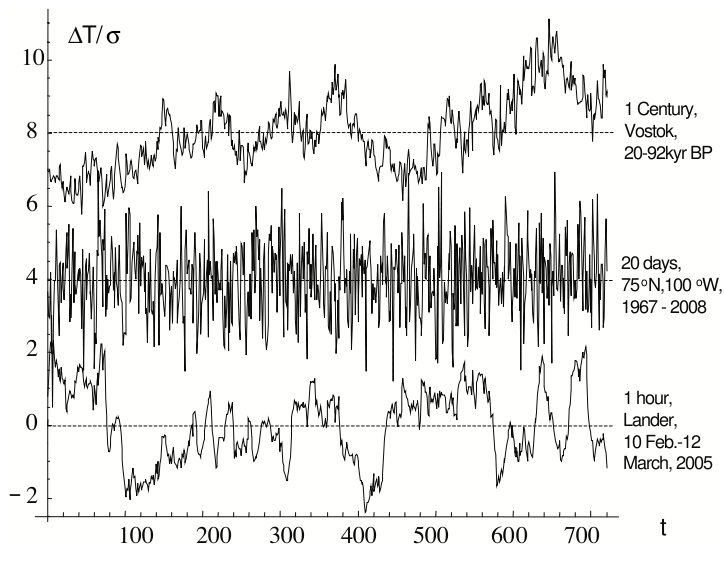 ΔT/σ
10
8
6
4
2
0
−2
1 Century,
Vostok,
20-92kyr BP
20 days,
75°N,100 °W,
1967 - 2008
1 hour,
Lander,
10 Feb.-12
March, 2005
100 200 300 400 500 600 700 t